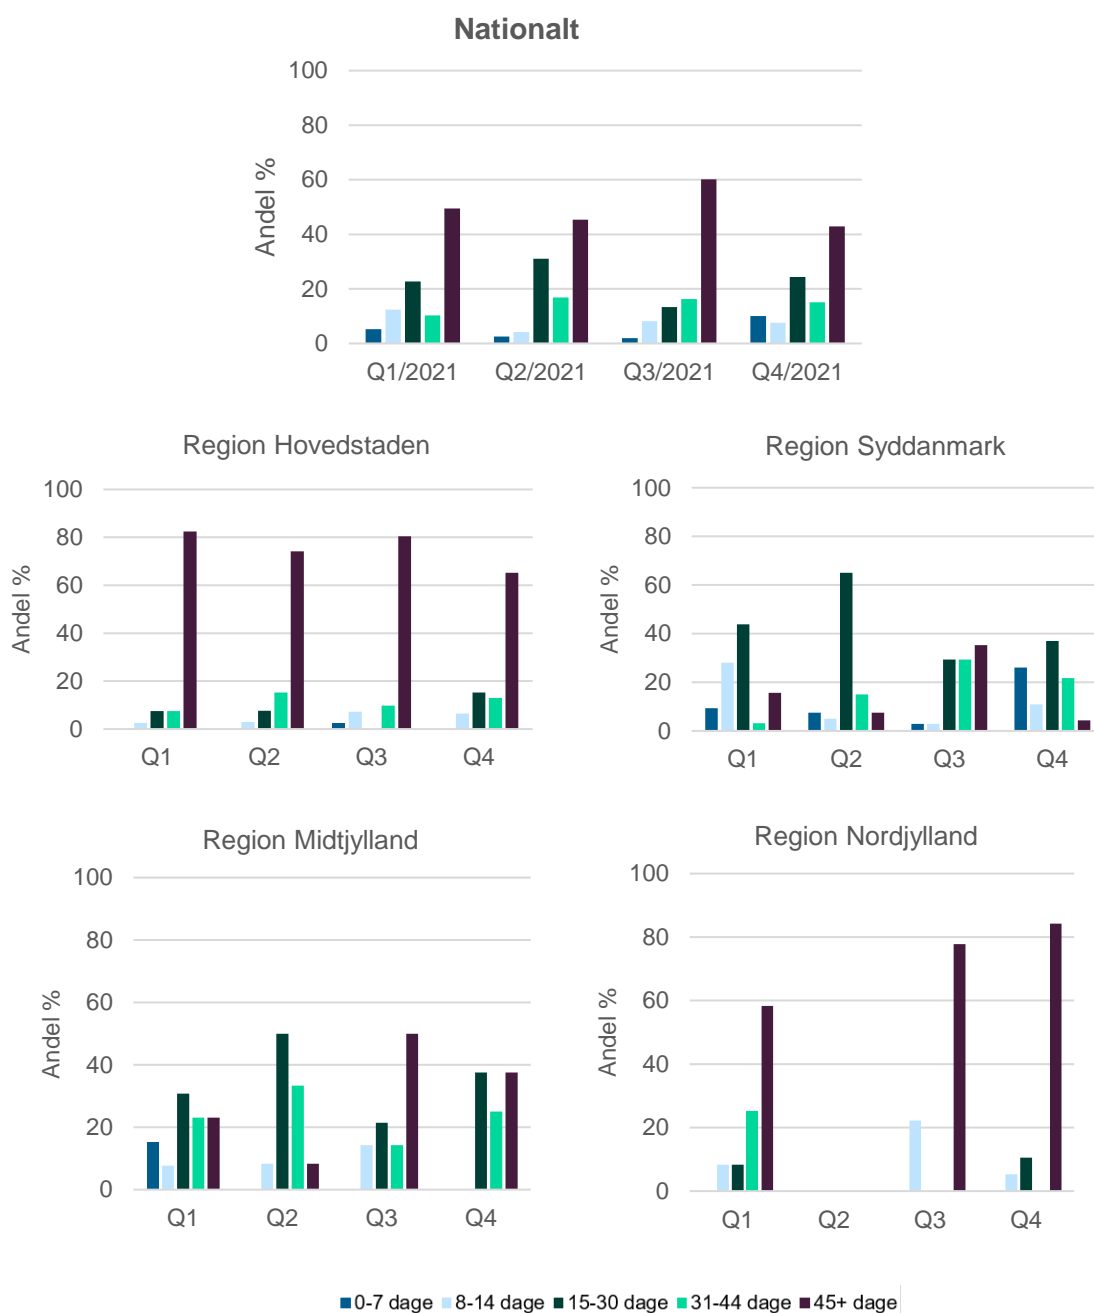 Nationalt
100
80
60
40
20
0
Andel %
Q1/2021 Q2/2021 Q3/2021 Q4/2021
Region Hovedstaden
100
80
60
40
20
0
Andel %
Q1 Q2 Q3 Q4
Region Syddanmark
100
80
60
40
20
0
Andel %
Q1 Q2 Q3 Q4
Region Midtjylland
100
80
60
40
20
0
Andel %
Q1 Q2 Q3 Q4
Region Nordjylland
100
80
60
40
20
0
Andel %
Q1 Q2 Q3 Q4
0-7 dage 8-14 dage 15-30 dage 31-44 dage 45+ dage